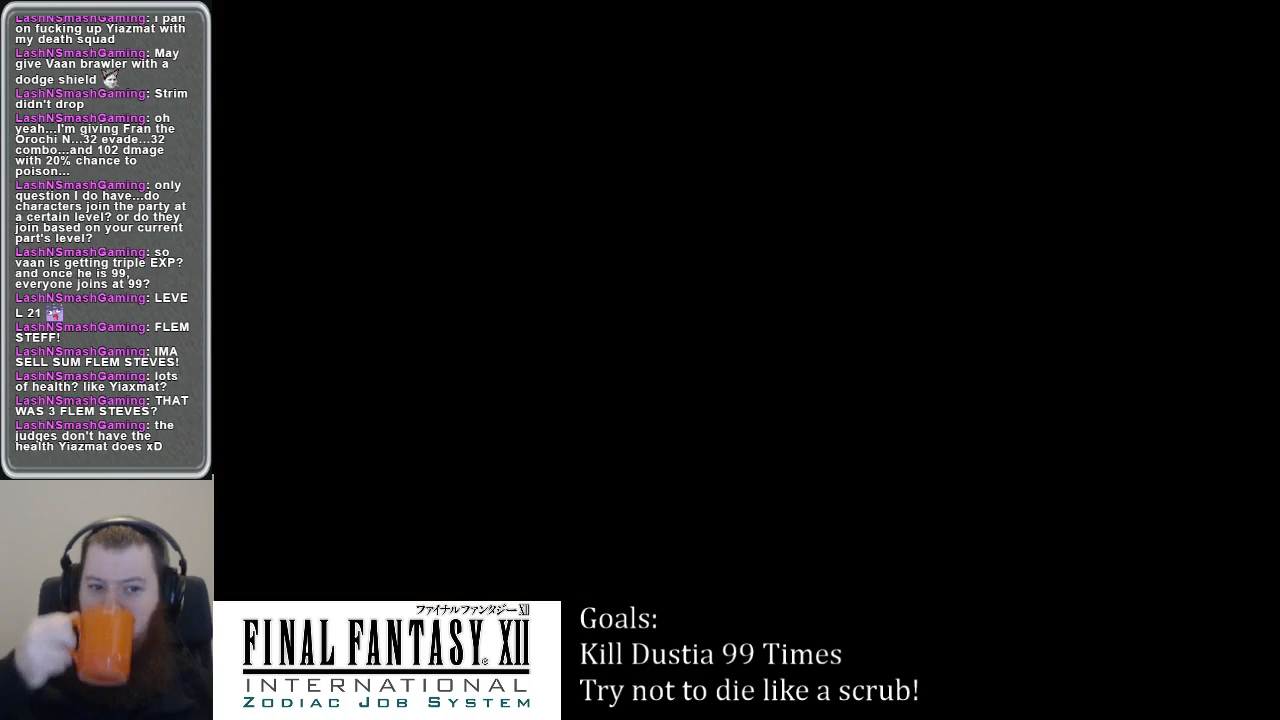 LashNSmashGaming: I pan
on fucking up Yiazmat with
my death squad
LashNSmashGaming: May
give Vaan brawler with a
dodge shield
LashNSmashGaming: Strim
didn't drop
LashNSmashGaming: oh
yeah...I'm giving Fran the
Orochi N...32 evade...32
combo...and 102 dmage
with 20% chance to
poison...
LashNSmashGaming: only
question I do have...do
characters join the party at
a certain level? or do they
join based on your current
part's level?
LashNSmashGaming: so
vaan is getting triple EXP?
and once he is 99,
everyone joins at 99?
LashNSmashGaming: LEVE
L 21
LashNSmashGaming: FLEM
STEFF!
LashNSmashGaming: IMA
SELL SUM FLEM STEVES!
LashNSmashGaming: lots
of health? like Yiaxmat?
LashNSmashGaming: THAT
WAS 3 FLEM STEVES?
LashNSmashGaming: the
judges don't have the
health Yiazmat does xD
ファイナルファンタジーXII
FINAL FANTASY XII
INTERNATIONAL
ZODIAC JOB SYSTEM
Goals:
Kill Dustia 99 Times
Try not to die like a scrub!